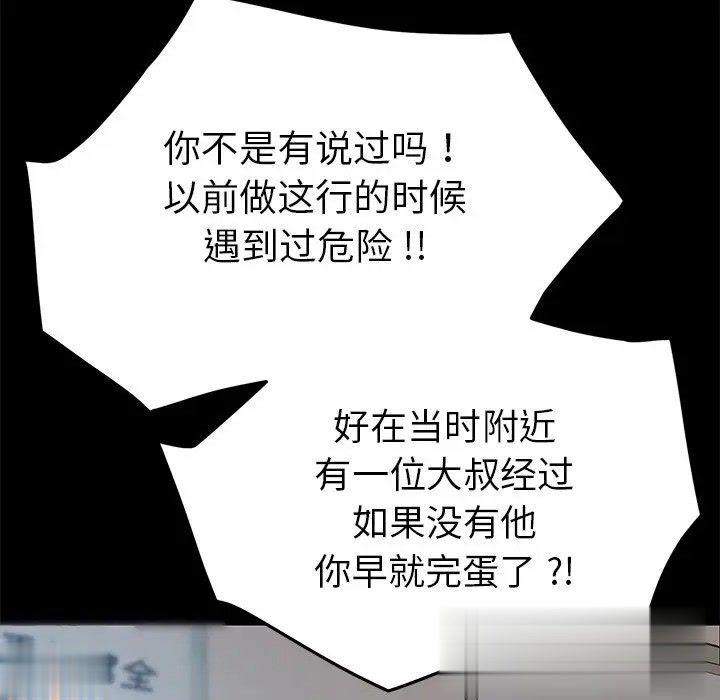 你不是有说过吗！
以前做这行的时候
遇到过危险!!
好在当时附近
有一位大叔经过
如果没有他
你早就完蛋了?!
全